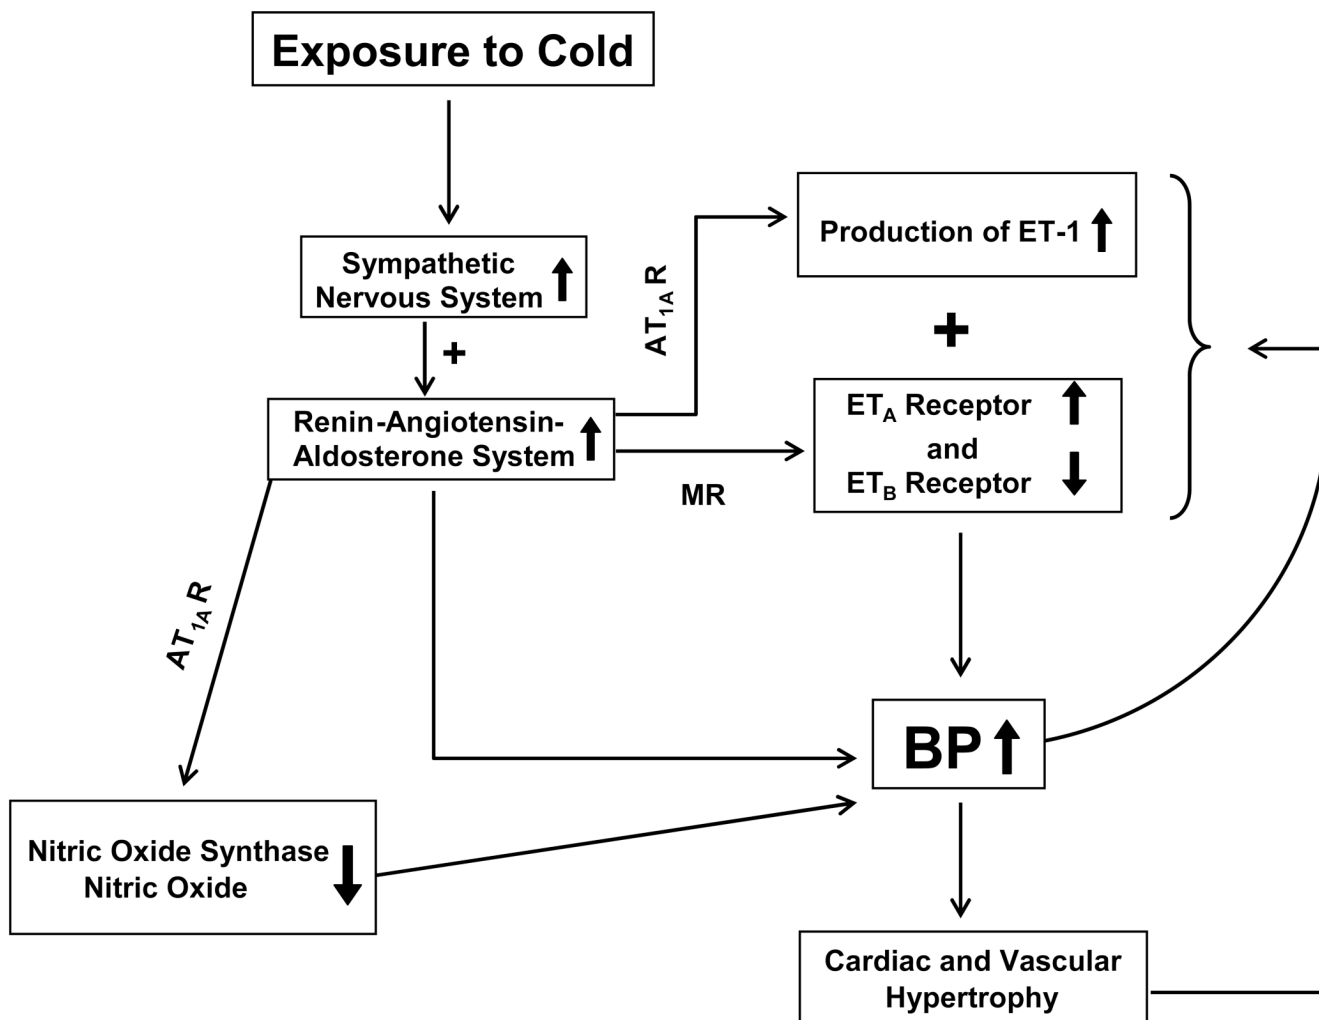 Exposure to Cold
Sympathetic
Nervous System
+
Renin-Angiotensin-
Aldosterone System
AT1A R
MR
Production of ET-1
+
ETA Receptor
and
ETB Receptor
AT1A R
BP
Nitric Oxide Synthase
Nitric Oxide
Cardiac and Vascular
Hypertrophy